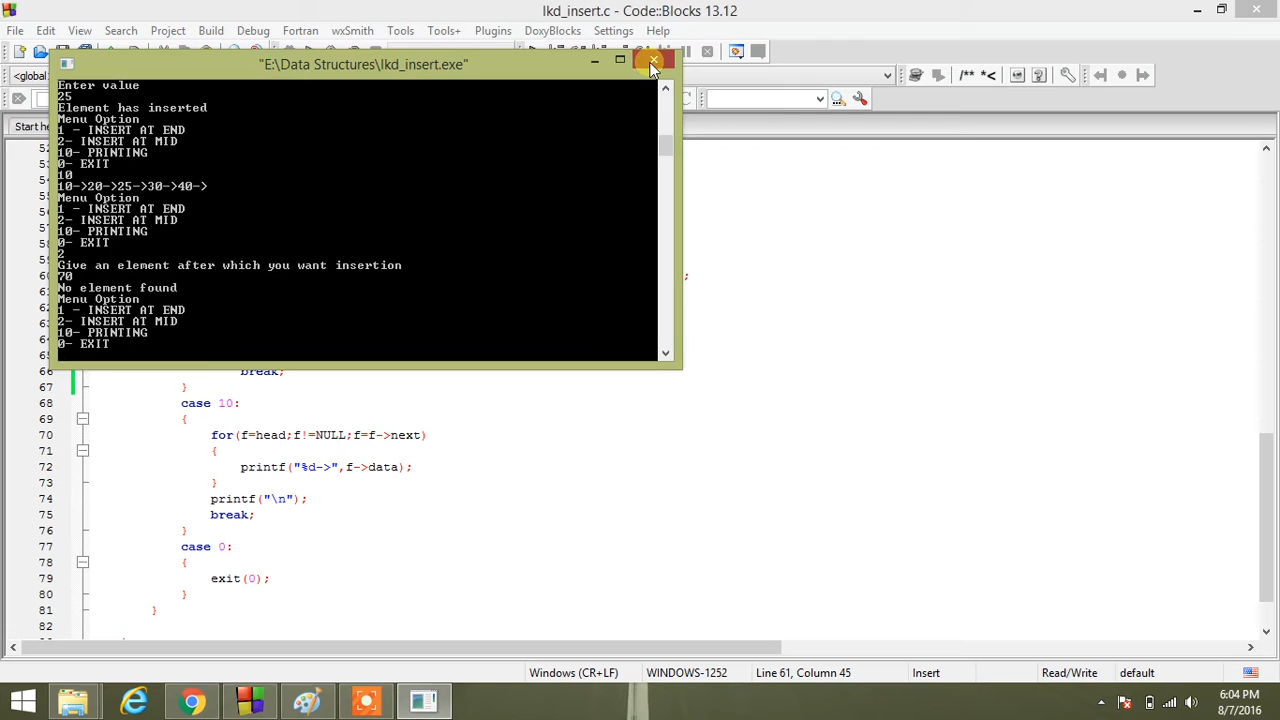 lkd_insert.c - Code::Blocks 13.12
File Edit View Search Project Build Debug Fortran wxSmith Tools Tools+ Plugins DoxyBlocks Settings Help
"E:\Data Structures\lkd_insert.exe"
<global>
/** *<
Start he
Enter value
25
Element has inserted
Menu Option
1 - INSERT AT END
2- INSERT AT MID
10- PRINTING
0- EXIT
10
10->20->25->30->40->
Menu Option
1 - INSERT AT END
2- INSERT AT MID
10- PRINTING
0- EXIT
2
Give an element after which you want insertion
70
No element found
Menu Option
1 - INSERT AT END
2- INSERT AT MID
10- PRINTING
0- EXIT
;
66 break;
67 }
68 case 10:
69 {
70 for(f=head;f!=NULL;f=f->next)
71 {
72 printf("%d->",f->data);
73 }
74 printf("\n");
75 break;
76 }
77 case 0:
78 {
79 exit(0);
80 }
81 }
82
Windows (CR+LF) WINDOWS-1252 Line 61, Column 45 Insert Read/Write default
6:04 PM
8/7/2016